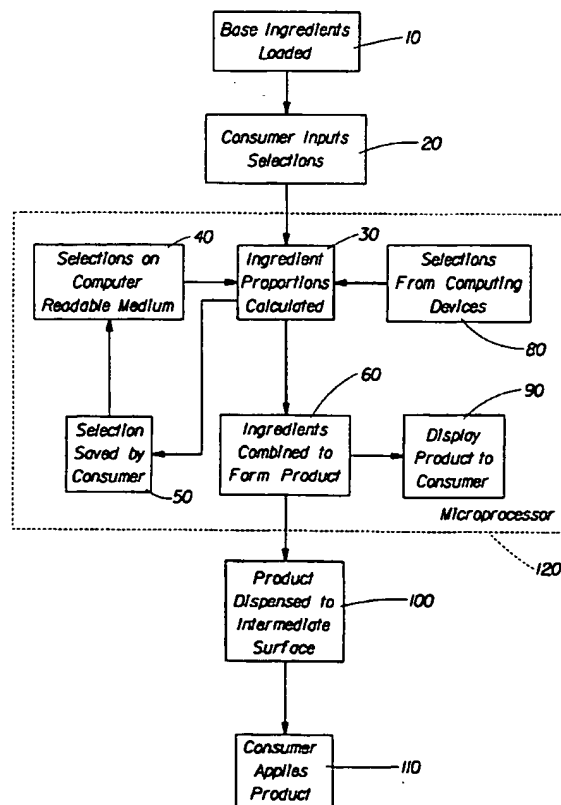 Base Ingredients
Loaded
10
Consumer Inputs
Selections
20
40
Selections on
Computer
Readable Medium
30
Ingredient
Proportions
Calculated
Selections
From Computing
Devices
80
60
90
Selection
Saved by
Consumer
50
Ingredients
Combined to
Form Product
Display
Product to
Consumer
Microprocessor
120
Product
Dispensed to
Intermediate
Surface
100
Consumer
Applies
Product
110